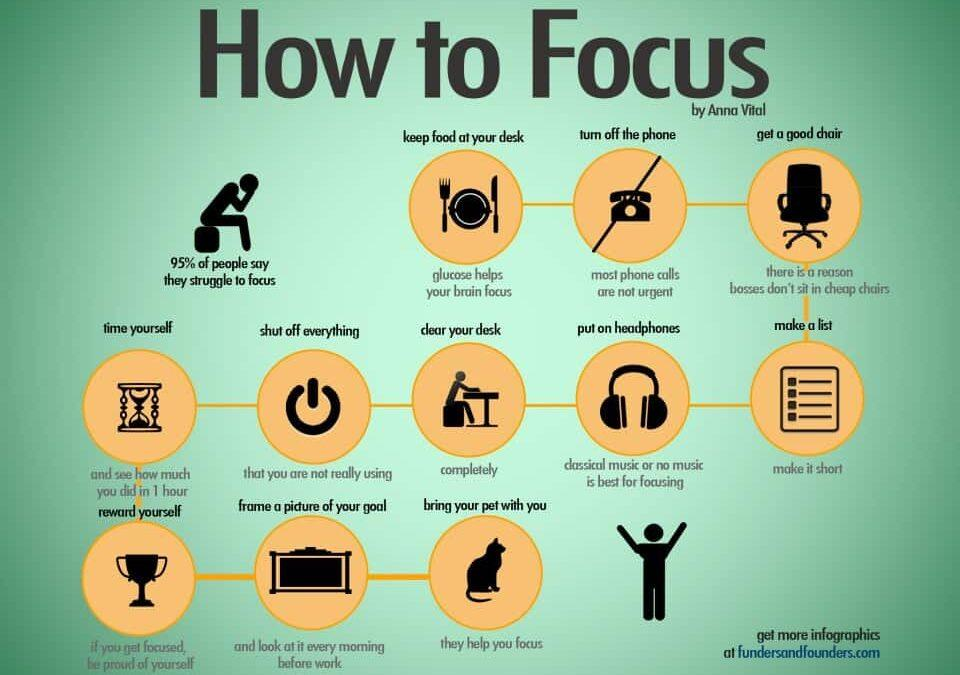 How to Focus
by Anna Vital
95% of people say
they struggle to focus
keep food at your desk
glucose helps
your brain focus
turn off the phone
most phone calls
are not urgent
get a good chair
there is a reason
bosses don't sit in cheap chairs
make a list
make it short
put on headphones
classical music or no music
is best for focusing
clear your desk
completely
shut off everything
that you are not really using
time yourself
and see how much
you did in 1 hour
reward yourself
if you get focused,
be proud of yourself
frame a picture of your goal
and look at it every morning
before work
bring your pet with you
they help you focus
get more infographics
at fundersandfounders.com